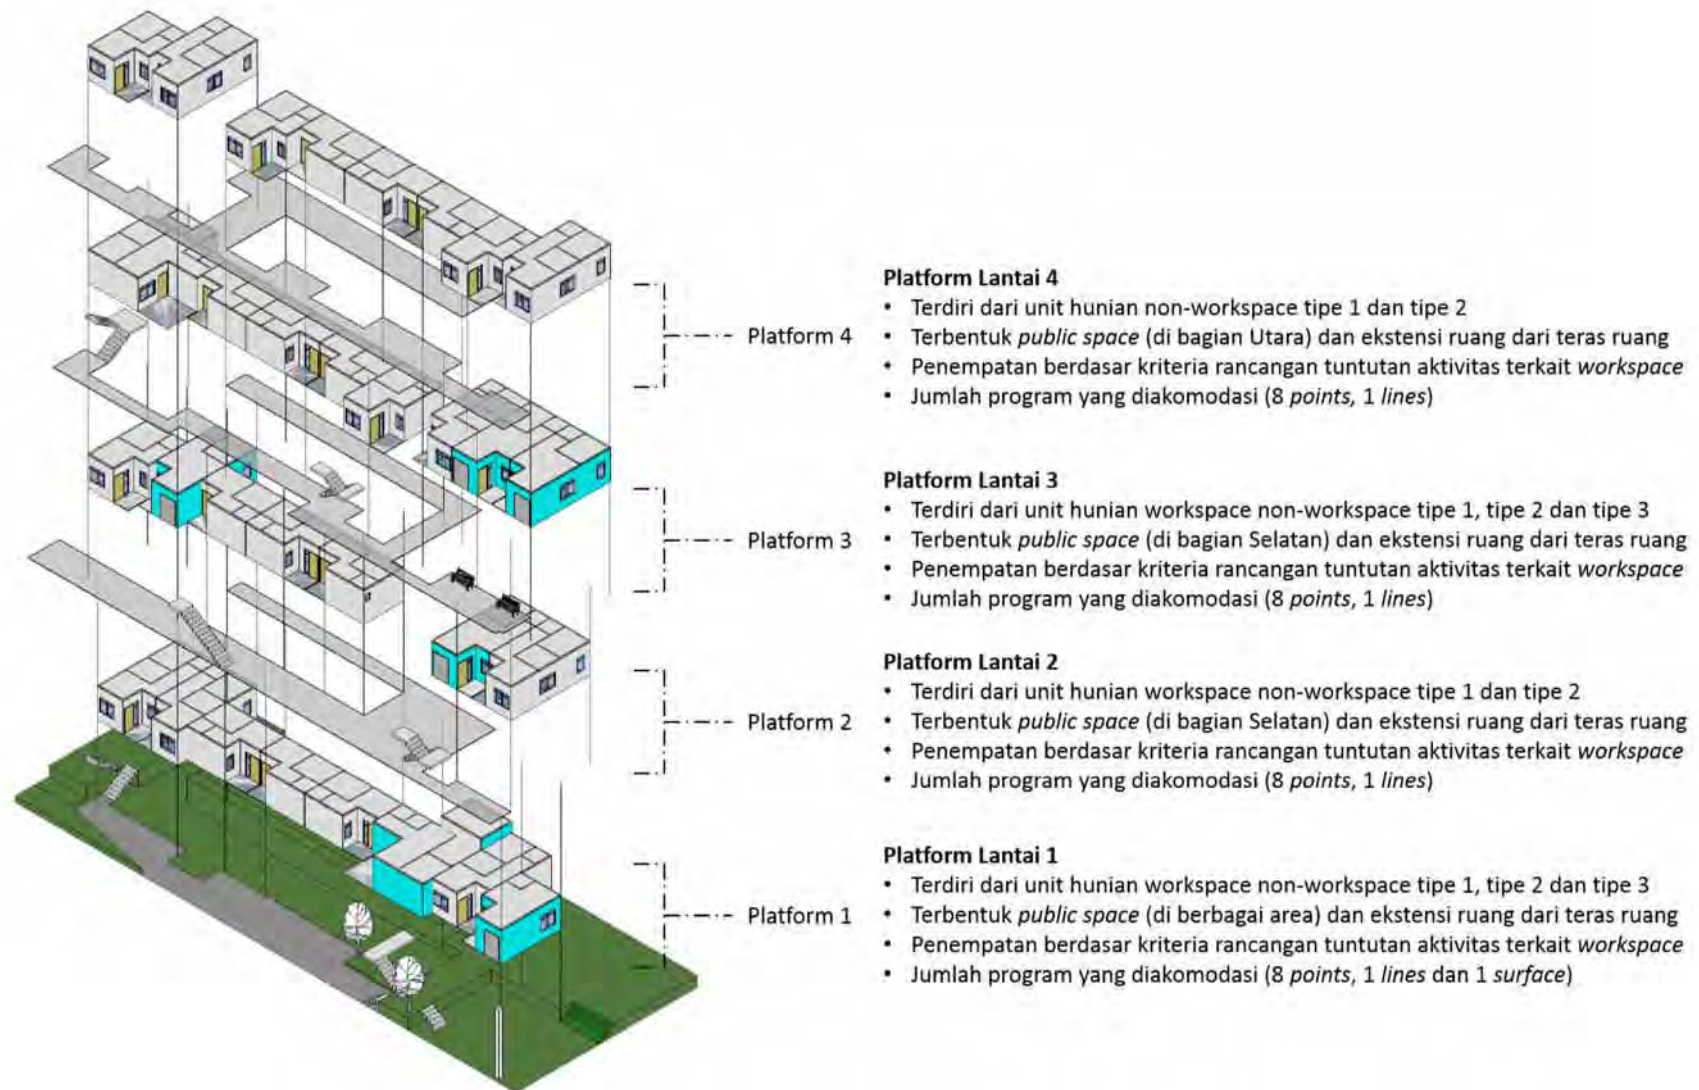 Platform Lantai 4
• Terdiri dari unit hunian non-workspace tipe 1 dan tipe 2
• Terbentuk public space (di bagian Utara) dan ekstensi ruang dari teras ruang
• Penempatan berdasar kriteria rancangan tuntutan aktivitas terkait workspace
• Jumlah program yang diakomodasi (8 points, 1 lines)
Platform 4
Platform Lantai 3
• Terdiri dari unit hunian workspace non-workspace tipe 1, tipe 2 dan tipe 3
• Terbentuk public space (di bagian Selatan) dan ekstensi ruang dari teras ruang
• Penempatan berdasar kriteria rancangan tuntutan aktivitas terkait workspace
• Jumlah program yang diakomodasi (8 points, 1 lines)
Platform 3
Platform Lantai 2
• Terdiri dari unit hunian workspace non-workspace tipe 1 dan tipe 2
• Terbentuk public space (di bagian Selatan) dan ekstensi ruang dari teras ruang
• Penempatan berdasar kriteria rancangan tuntutan aktivitas terkait workspace
• Jumlah program yang diakomodasi (8 points, 1 lines)
Platform 2
Platform Lantai 1
• Terdiri dari unit hunian workspace non-workspace tipe 1, tipe 2 dan tipe 3
• Terbentuk public space (di berbagai area) dan ekstensi ruang dari teras ruang
• Penempatan berdasar kriteria rancangan tuntutan aktivitas terkait workspace
• Jumlah program yang diakomodasi (8 points, 1 lines dan 1 surface)
Platform 1